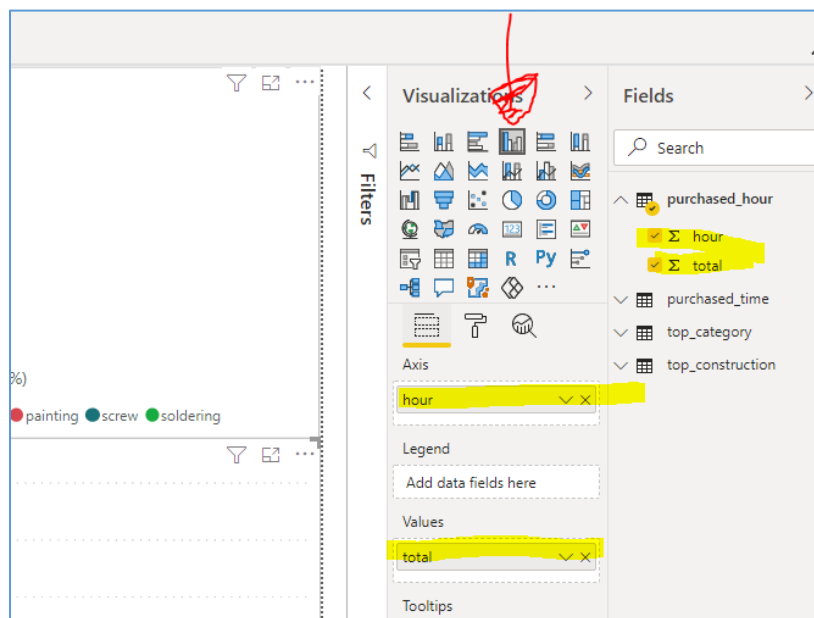 Visualizations
Fields
Search
Filters
purchased_hour
hour
total
purchased_time
top_category
top_construction
123
R
Py
Axis
hour
Legend
Add data fields here
Values
total
Tooltips
%)
painting screw soldering